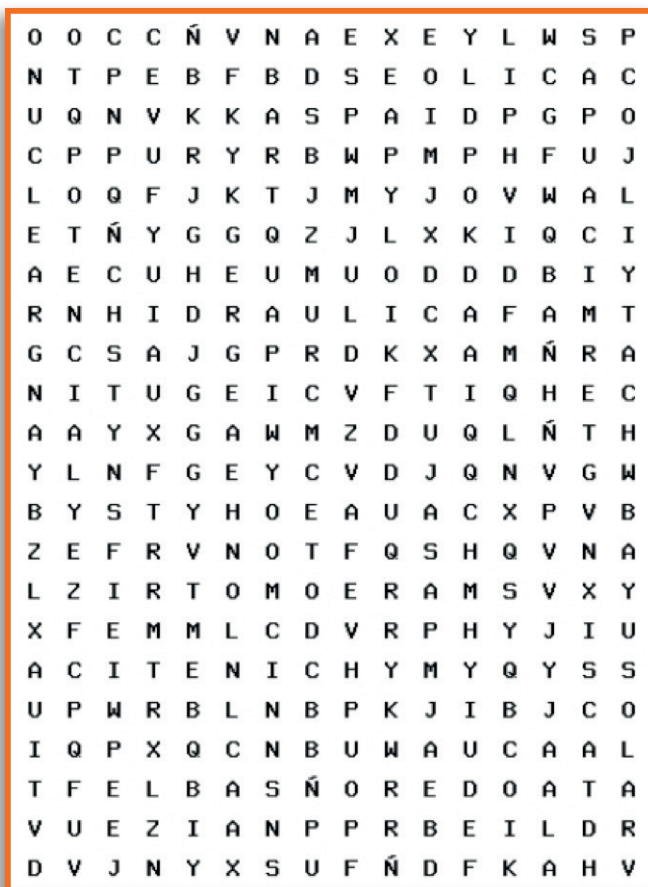 O O C C Ñ V N A E X E Y L W S P
N T P E B F B D S E O L I C A C
U Q N V K K A S P A I D P G P O
C P P U R Y R B W P M P H F U J
L O Q F J K T J M Y J O V W A L
E T Ñ Y G G Q Z J L X K I Q C I
A E C U H E U M U O D D D B I Y
R N H I D R A U L I C A F A M T
G C S A J G P R D K X A M Ñ R A
N I T U G E I C V F T I Q H E C
A A Y X G A W M Z D U Q L Ñ T H
Y L N F G E Y C V D J Q N V G W
B Y S T Y H O E A U A C X P V B
Z E F R V N O T F Q S H Q V N A
L Z I R T O M O E R A M S V X Y
X F E M M L C D V R P H Y J I U
A C I T E N I C H Y M Y Q Y S S
U P W R B L N B P K J I B J C O
I Q P X Q C N B U W A U C A A L
T F E L B A S Ñ O R E D O A T A
V U E Z I A N P P R B E I L D R
D V J N Y X S U F Ñ D F K A H V